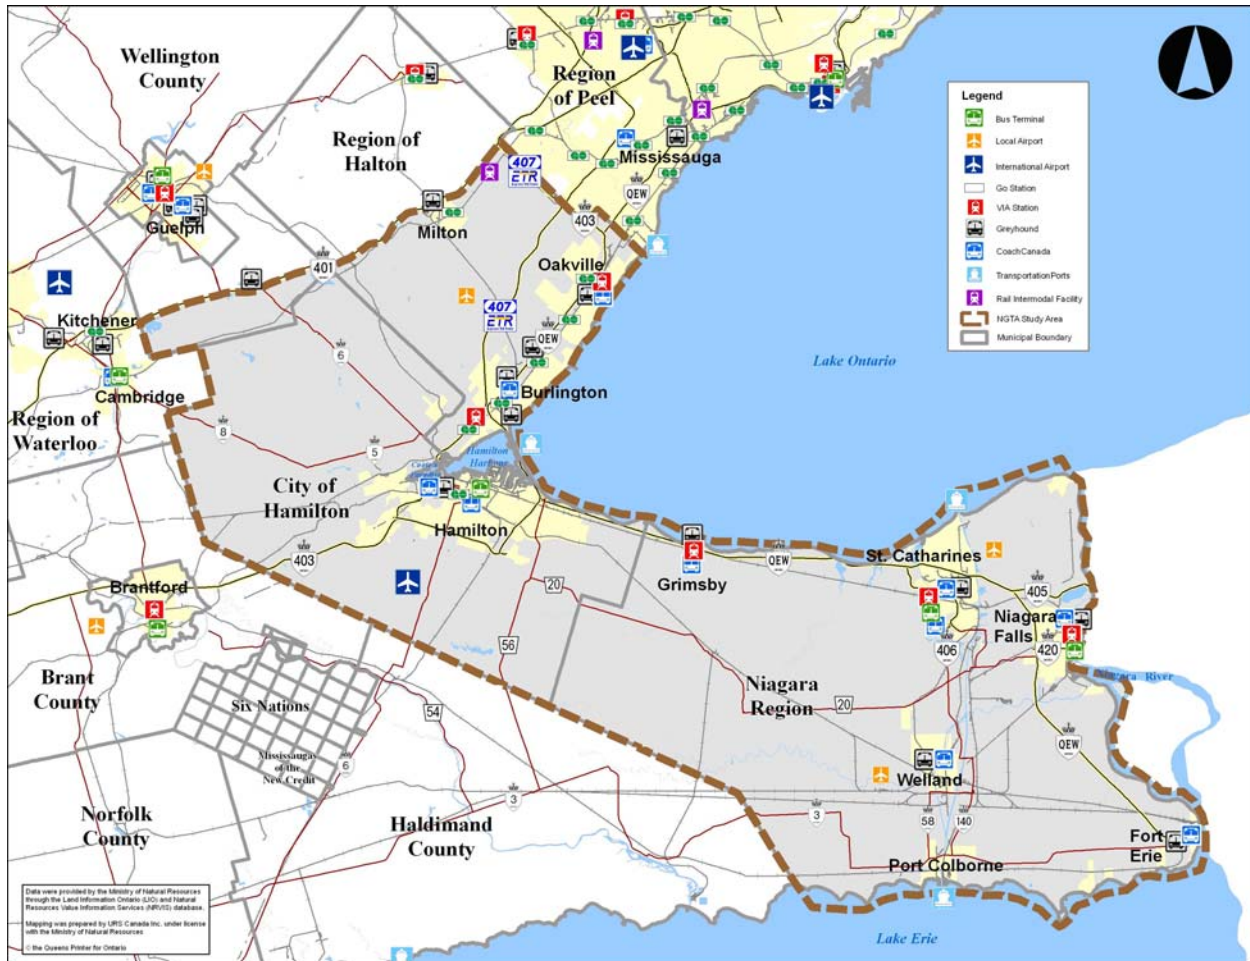 Wellington
County
Region
of Peel
Region of
Halton
407
ETR
Mississauga
QEW
Guelph
Milton
403
401
Oakville
407
ETR
Kitchener
QEW
6
Lake Ontario
Cambridge
Burlington
Region of
Waterloo
8
5
Hamilton
Harbour
City of
Hamilton
Hamilton
403
QEW
St. Catharines
Grimsby
20
405
Brantford
Niagara
Falls
56
406
420
Brant
County
Niagara
Region
Niagara River
Six Nations
54
20
QEW
Mississaugas
of the
New Credit
6
Welland
3
3
58
140
Norfolk
County
Haldimand
County
Fort
Erie
Port Colborne
Lake Erie
Legend
Bus Terminal
Local Airport
International Airport
Go Station
VIA Station
Greyhound
CoachCanada
Transportation Ports
Rail Intermodal Facility
NGTA Study Area
Municipal Boundary
Data were provided by the Ministry of Natural Resources
through the Land Information Ontario (LIO) and Natural
Resources Value Information Services (NRVIS) database.
Mapping was prepared by URS Canada Inc. under license
with the Ministry of Natural Resources
© the Queens Printer for Ontario